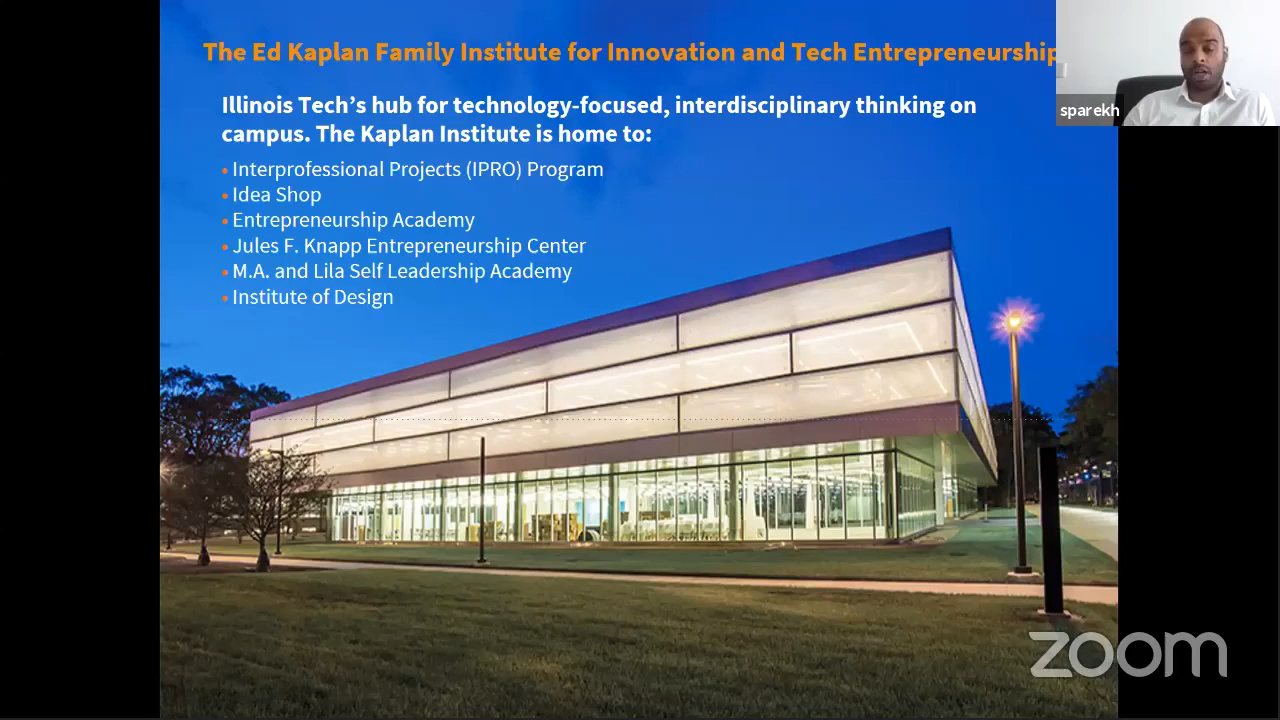 The Ed Kaplan Family Institute for Innovation and Tech Entrepreneurship
sparekh
Illinois Tech’s hub for technology-focused, interdisciplinary thinking on
campus. The Kaplan Institute is home to:
• Interprofessional Projects (IPRO) Program
• Idea Shop
• Entrepreneurship Academy
• Jules F. Knapp Entrepreneurship Center
• M.A. and Lila Self Leadership Academy
• Institute of Design
zoom